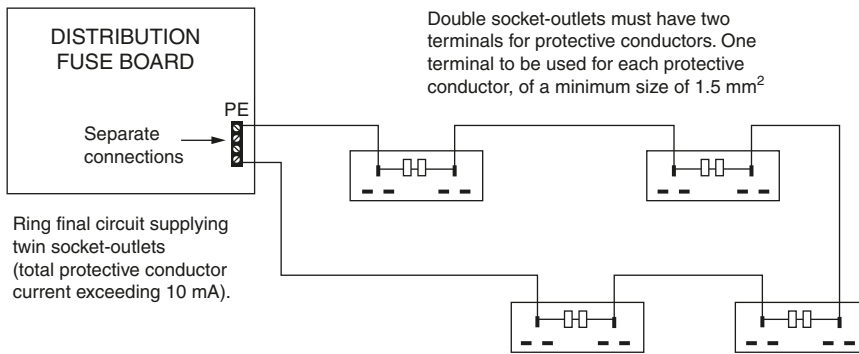 DISTRIBUTION
FUSE BOARD
PE
Separate
connections
Double socket-outlets must have two
terminals for protective conductors. One
terminal to be used for each protective
conductor, of a minimum size of 1.5 mm²
Ring final circuit supplying
twin socket-outlets
(total protective conductor
current exceeding 10 mA).